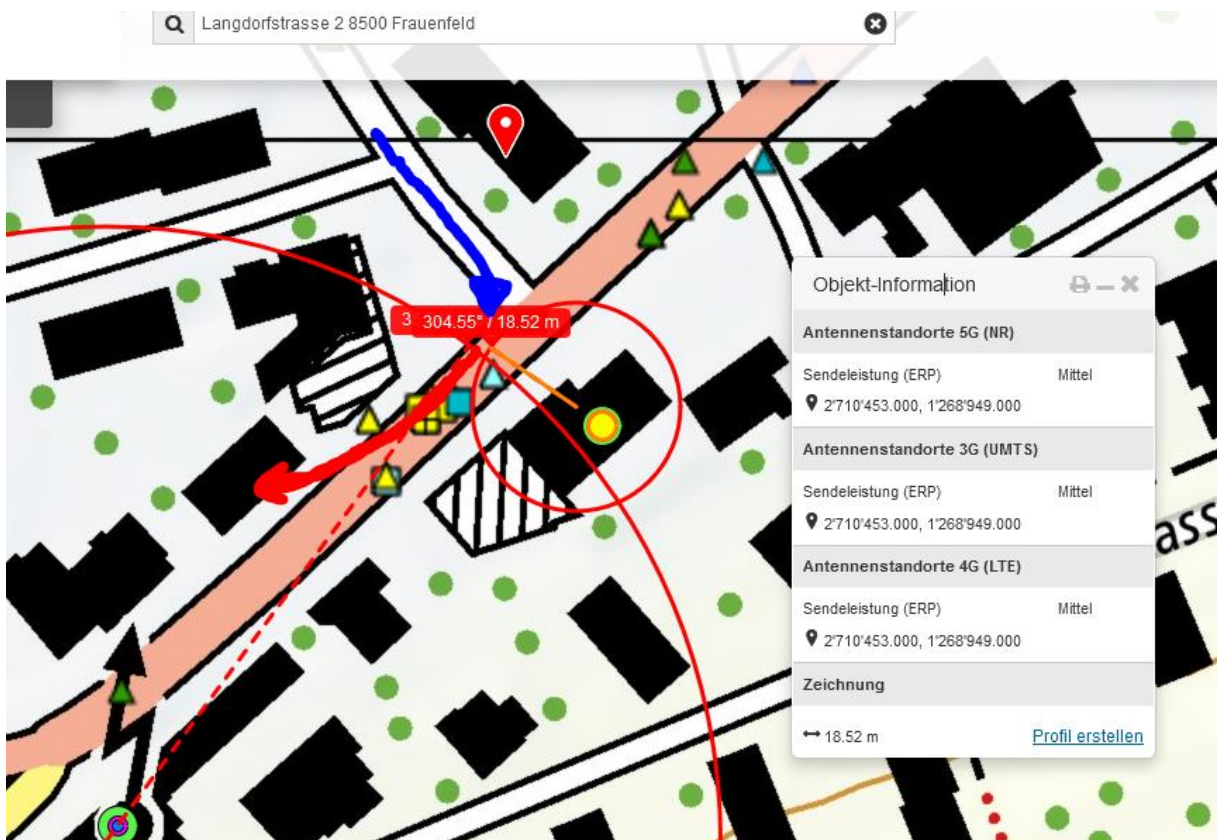 Langdorfstrasse 2 8500 Frauenfeld
3 304.55° / 18.52 m
Objekt-Information
Antennenstandorte 5G (NR)
Sendeleistung (ERP) Mittel
2'710'453.000, 1'268'949.000
Antennenstandorte 3G (UMTS)
Sendeleistung (ERP) Mittel
2'710'453.000, 1'268'949.000
Antennenstandorte 4G (LTE)
Sendeleistung (ERP) Mittel
2'710'453.000, 1'268'949.000
Zeichnung
18.52 m Profil erstellen